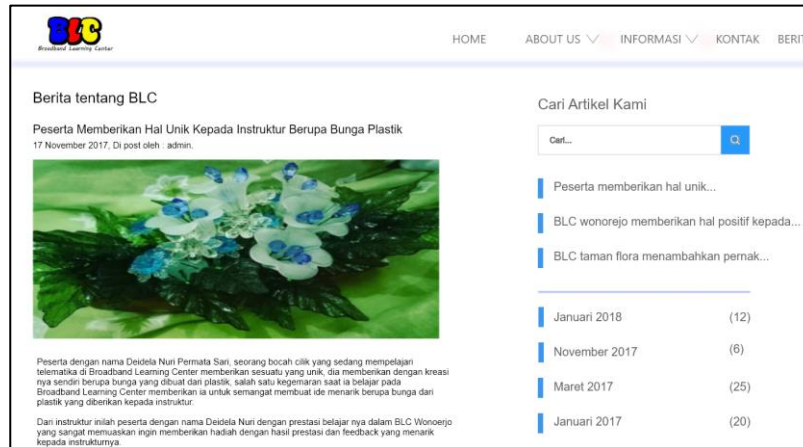 BLC
Broadband Learning Center
HOME ABOUT US INFORMASI KONTAK BERIT
Berita tentang BLC
Peserta Memberikan Hal Unik Kepada Instruktur Berupa Bunga Plastik
17 November 2017, Di post oleh : admin.
Peserta dengan nama Deidela Nuri Permata Sari, seorang bocah cilik yang sedang mempelajari
telematika di Broadband Learning Center memberikan sesuatu yang unik, dia memberikan dengan kreasi
nya sendiri berupa bunga yang dibuat dari plastik, salah satu kegemaran saat ia belajar pada
Broadband Learning Center memberikan ia untuk semangat membuat ide menarik berupa bunga dari
plastik yang diberikan kepada instruktur.
Dari instruktur inilah peserta dengan nama Deidela Nuri dengan prestasi belajar nya dalam BLC Wonoerjo
yang sangat memuaskan ingin memberikan hadiah dengan hasil prestasi dan feedback yang menarik
kepada instrukturnya.
Cari Artikel Kami
Cari...
Peserta memberikan hal unik...
BLC wonorejo memberikan hal positif kepada...
BLC taman flora menambahkan pernak...
Januari 2018 (12)
November 2017 (6)
Maret 2017 (25)
Januari 2017 (20)